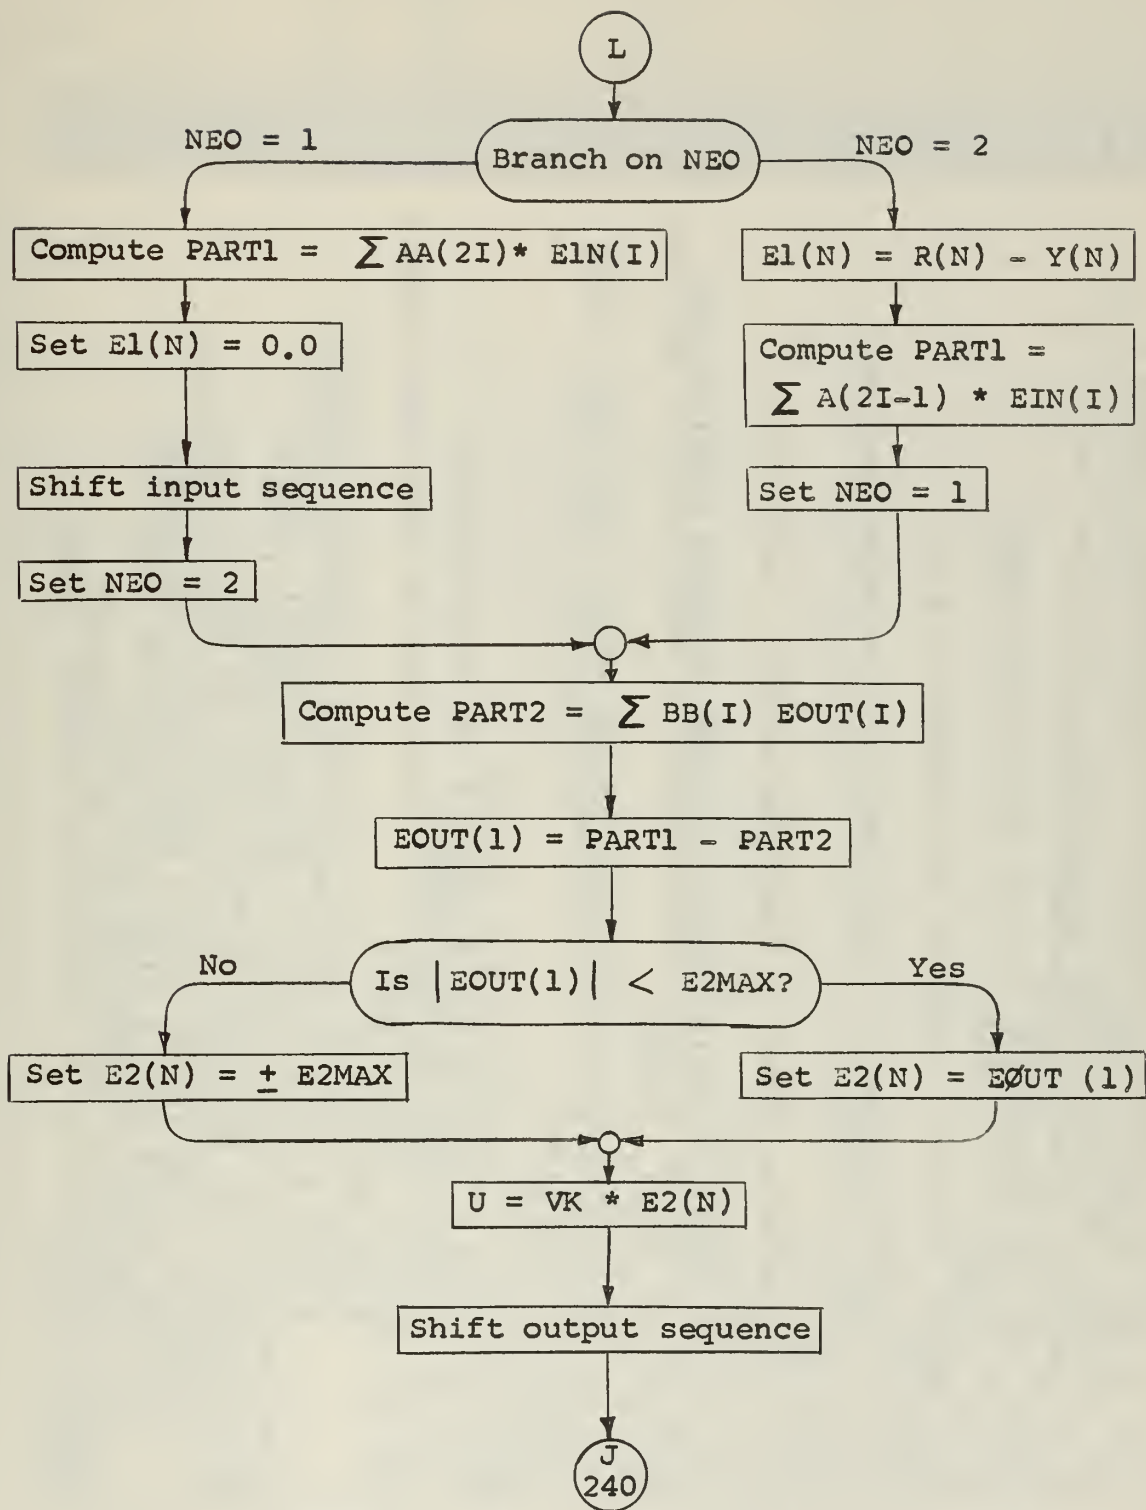 L
NEO = 1
Branch on NEO
NEO = 2
Compute PART1 = ∑ AA(2I)* E1N(I)
Set E1(N) = 0.0
Shift input sequence
Set NEO = 2
E1(N) = R(N) - Y(N)
Compute PART1 =
∑ A(2I-1) * EIN(I)
Set NEO = 1
Compute PART2 = ∑ BB(I) EOUT(I)
EOUT(1) = PART1 - PART2
No
Is |EOUT(1)| < E2MAX?
Yes
Set E2(N) = ± E2MAX
Set E2(N) = EØUT (1)
U = VK * E2(N)
Shift output sequence
J
240